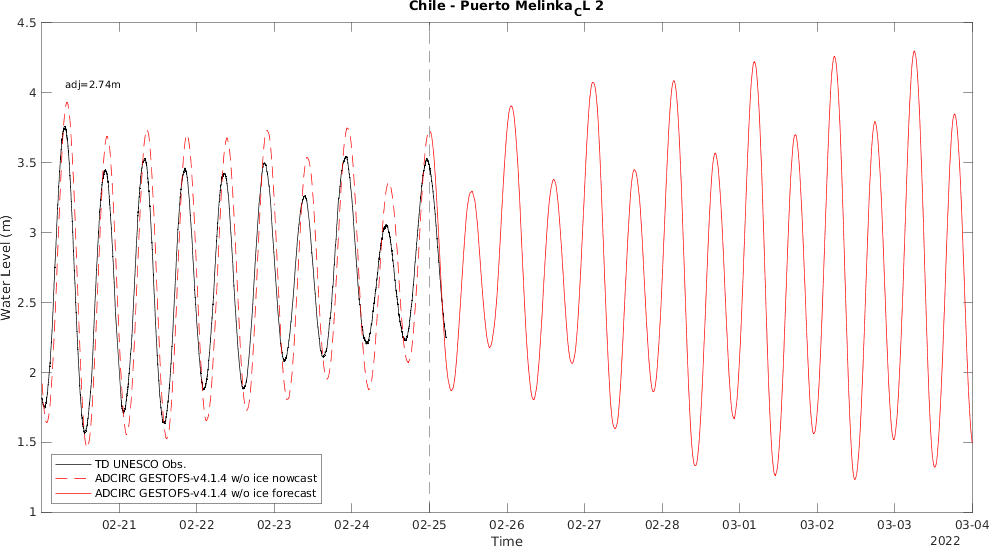 Chile - Puerto Melinka_CL 2
adj=2.74m
4.5
4
3.5
3
2.5
2
1.5
1
Water Level (m)
TD UNESCO Obs.
ADCIRC GESTOFS-v4.1.4 w/o ice nowcast
ADCIRC GESTOFS-v4.1.4 w/o ice forecast
02-21 02-22 02-23 02-24 02-25 02-26 02-27 02-28 03-01 03-02 03-03 03-04
Time
2022